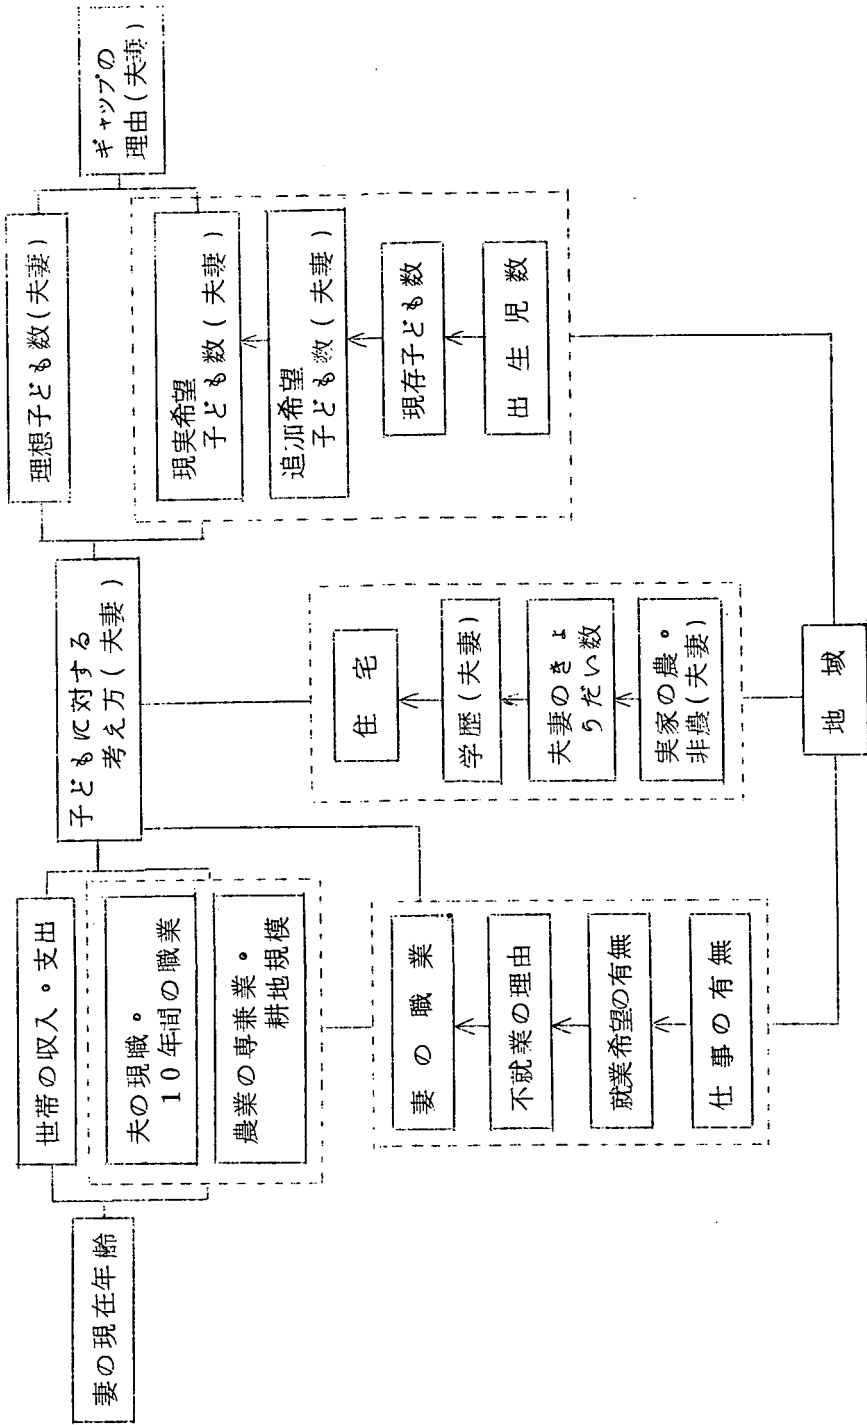 妻の現在年齢
世帯の収入・支出
夫の現職・
10年間の職業
農業の専兼業・
耕地規模
妻の職業
不就業の理由
就業希望の有無
仕事の有無
子どもに対する
考え方(夫妻)
住宅
学歴(夫妻)
夫妻のきょ
うだい数
実家の農・
非農(夫妻)
地域
理想子ども数(夫妻)
現実希望
子ども数(夫妻)
追加希望
子ども数(夫妻)
現存子ども数
出生児数
ギャップの
理由(夫妻)